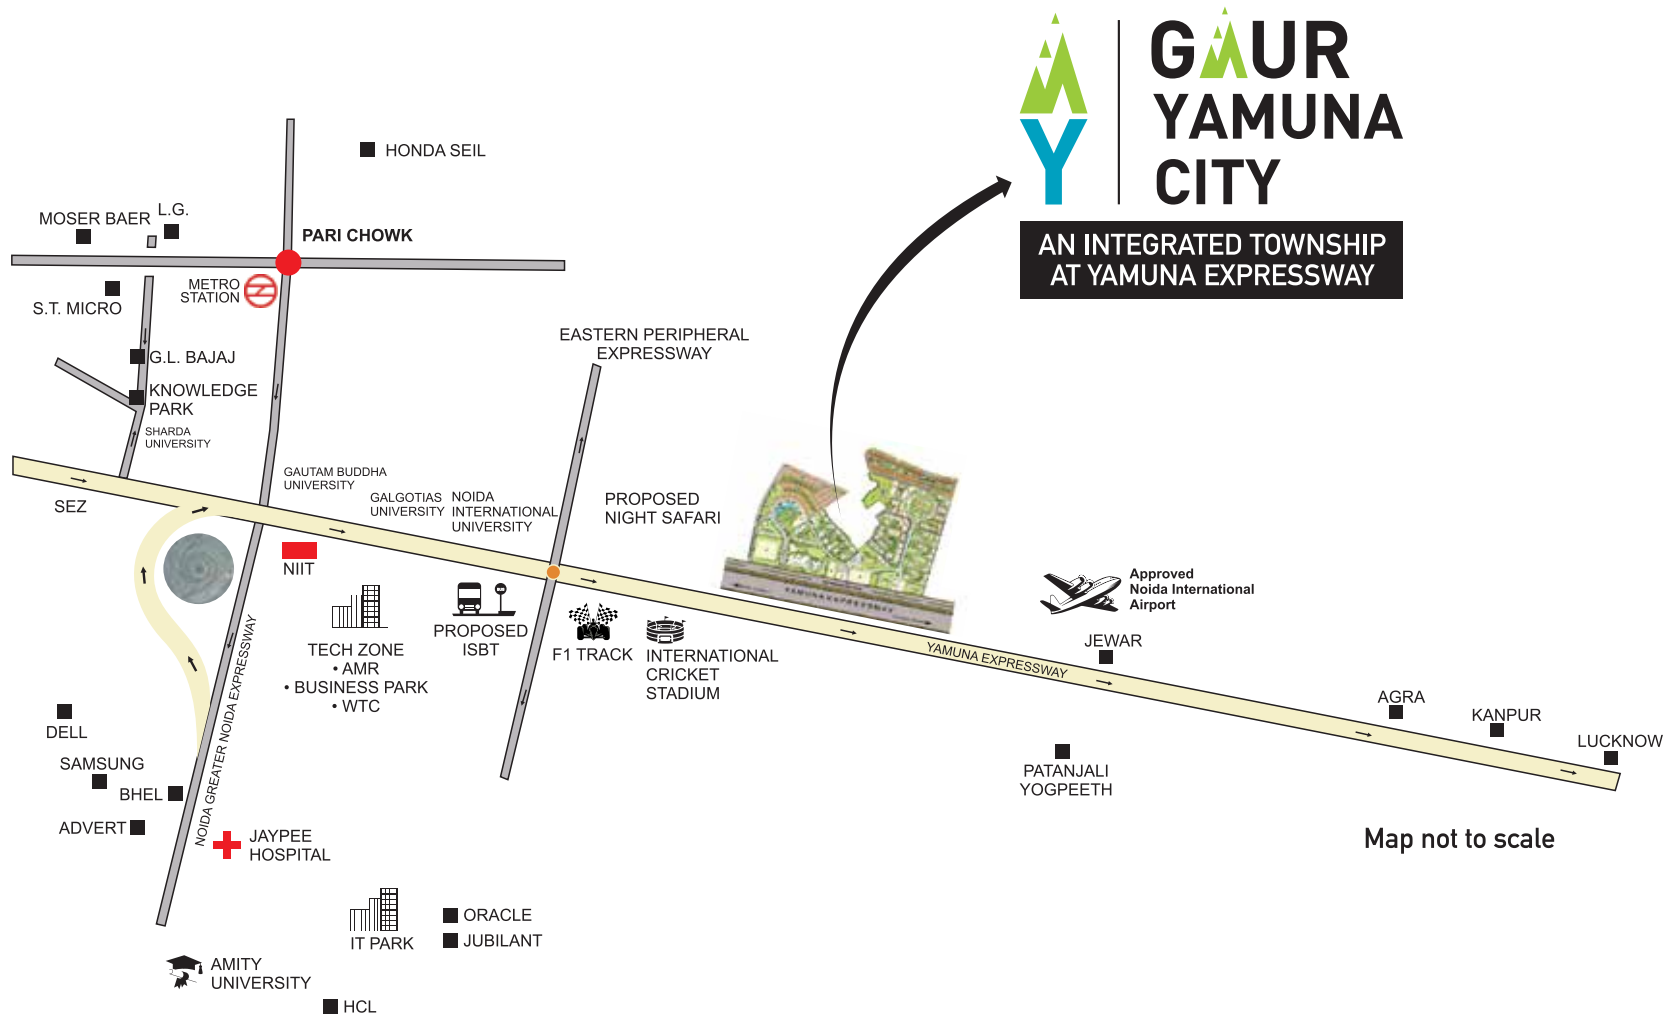 GAUR
YAMUNA
CITY
AN INTEGRATED TOWNSHIP
AT YAMUNA EXPRESSWAY
HONDA SEIL
L.G.
MOSER BAER
PARI CHOWK
METRO
STATION
S.T. MICRO
EASTERN PERIPHERAL
EXPRESSWAY
G.L. BAJAJ
KNOWLEDGE
PARK
SHARDA
UNIVERSITY
SEZ
GAUTAM BUDDHA
UNIVERSITY
GALGOTIAS
UNIVERSITY
NOIDA
INTERNATIONAL
UNIVERSITY
PROPOSED
NIGHT SAFARI
NIIT
TECH ZONE
• AMR
• BUSINESS PARK
• WTC
PROPOSED
ISBT
F1 TRACK
INTERNATIONAL
CRICKET
STADIUM
YAMUNA EXPRESSWAY
YAMUNA EXPRESSWAY
Approved
Noida International
Airport
JEWAR
AGRA
KANPUR
LUCKNOW
PATANJALI
YOGPEETH
NOIDA GREATER NOIDA EXPRESSWAY
DELL
SAMSUNG
BHEL
ADVERT
JAYPEE
HOSPITAL
Map not to scale
IT PARK
ORACLE
JUBILANT
AMITY
UNIVERSITY
HCL